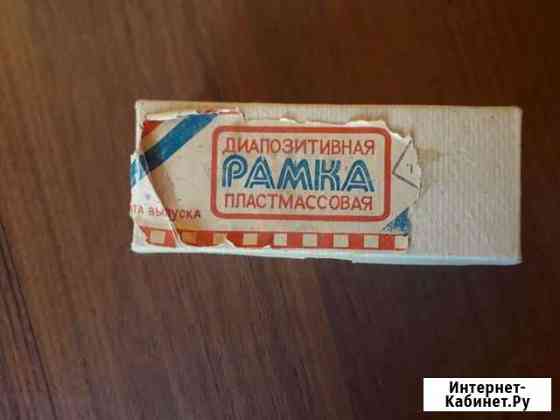 ДИАПОЗИТИВНАЯ
РАМКА
ПЛАСТМАССОВАЯ
ТА ВЫПУСКА
Интернет-
Кабинет.Ру